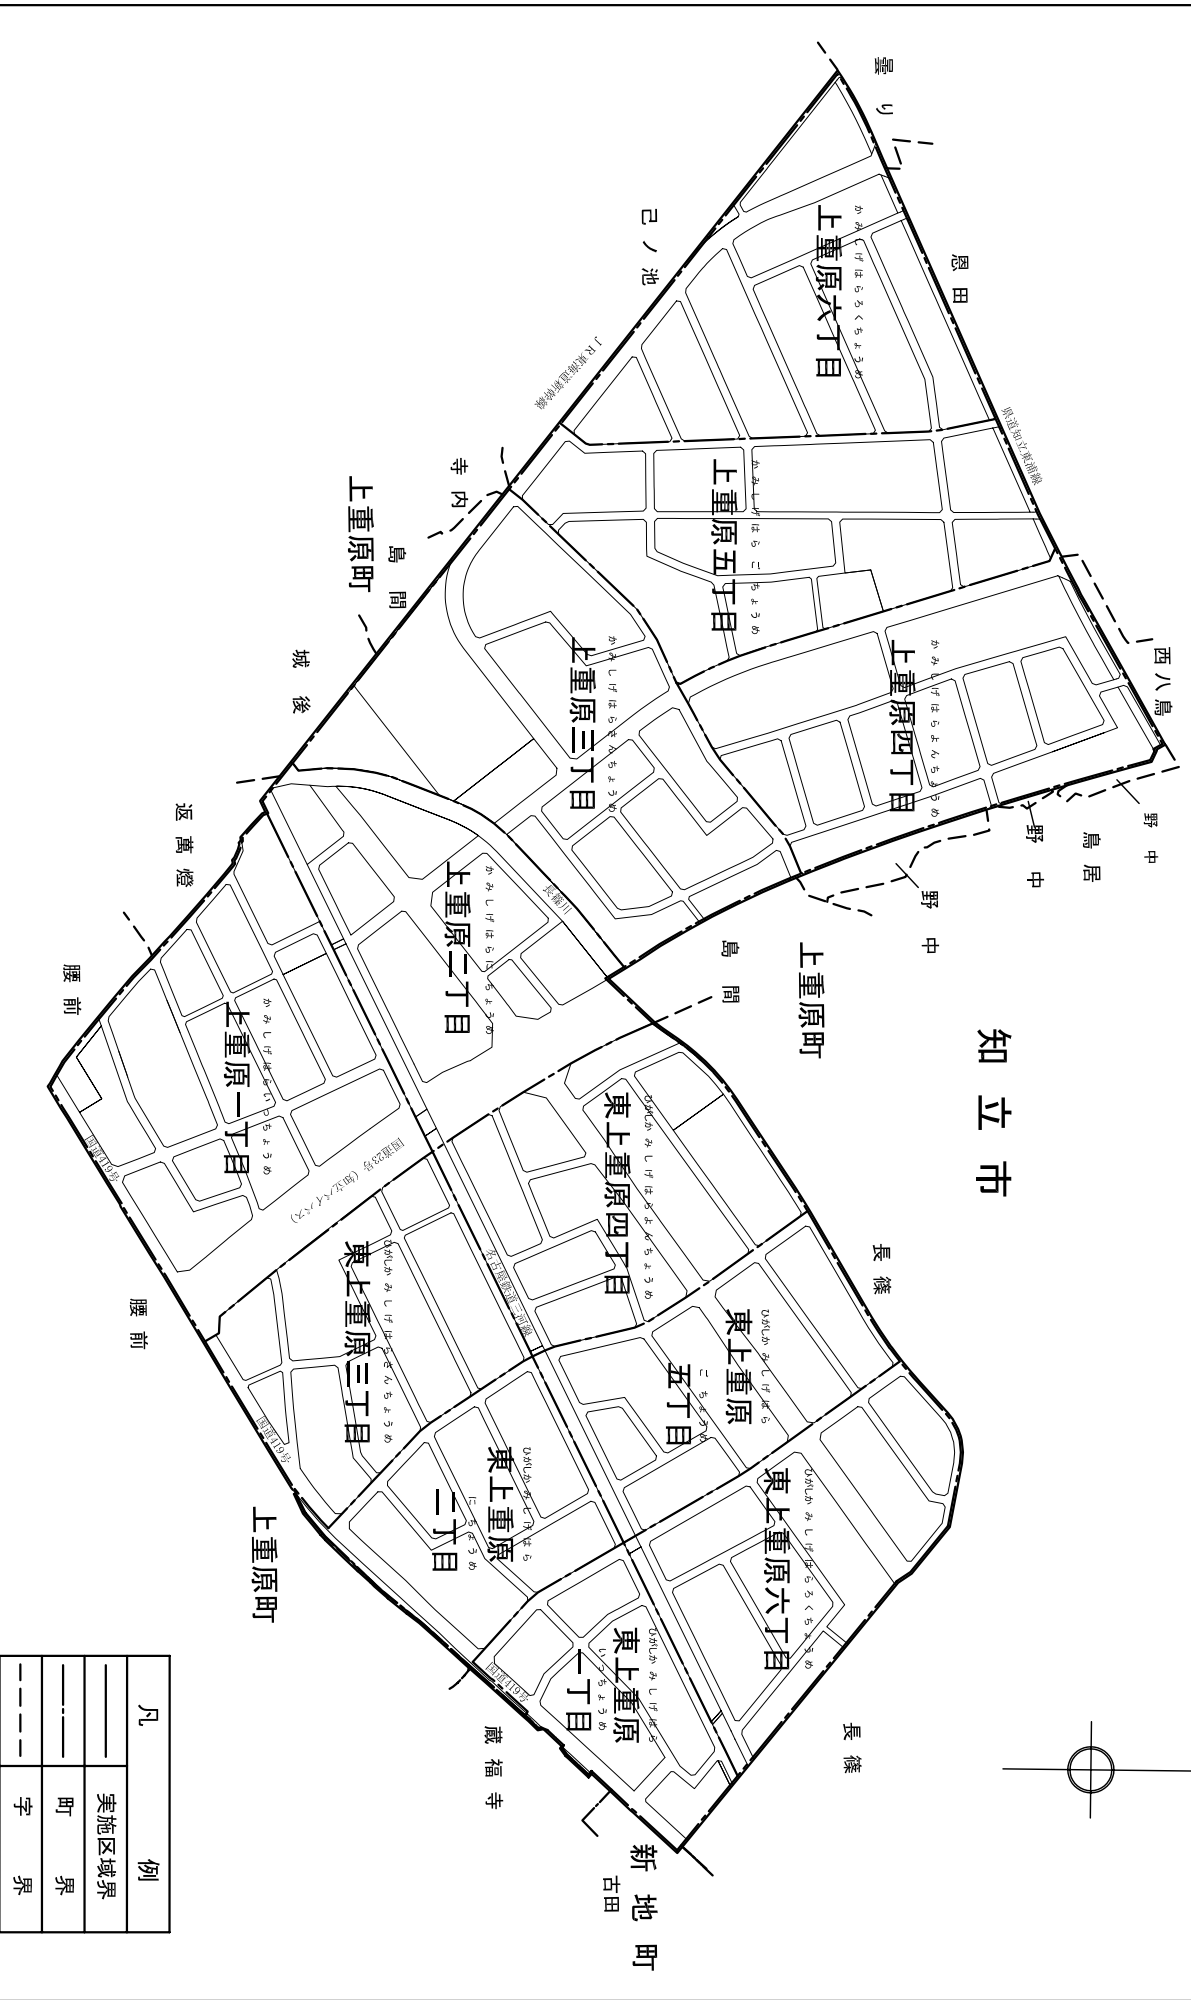 曇り
恩田
己ノ池
かみしげはらろくちょうめ
上重原六丁目
JR東海道新幹線
県道知立東浦線
寺内
上重原町
島間
かみしげはらごちょうめ
上重原五丁目
西八鳥
かみしげはらよんちょうめ
上重原四丁目
かみしげはらさんちょうめ
上重原三丁目
城後
野中
鳥居
野中
野中
返萬燈
長篠川
かみしげはらにちょうめ
上重原二丁目
島間
上重原町
知立市
腰前
かみしげはらいっちょうめ
上重原一丁目
国道419号
国道23号（知立バイパス）
ひがしかみしげはらよんちょうめ
東上重原四丁目
長篠
腰前
名古屋鉄道三河線
ひがしかみしげはらさんちょうめ
東上重原三丁目
ひがしかみしげはら
東上重原
ごちょうめ
五丁目
国道419号
ひがしかみしげはら
東上重原
にちょうめ
二丁目
ひがしかみしげはらろくちょうめ
東上重原六丁目
上重原町
ひがしかみしげはら
東上重原
いっちょうめ
一丁目
国道419号
長篠
蔵福寺
新地町
古田
凡例
実施区域界
町界
字界